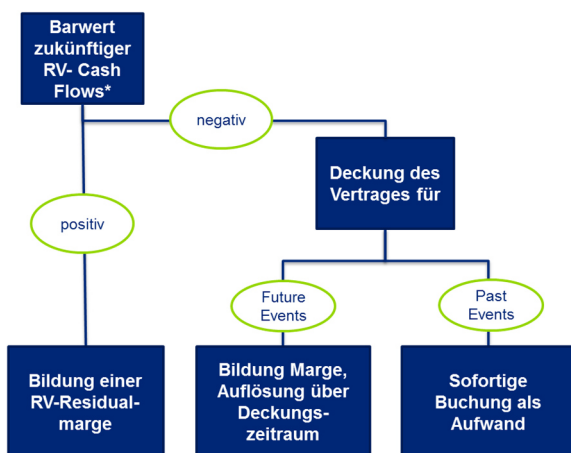 Barwert
zukünftiger
RV- Cash
Flows*
negativ
Deckung des
Vertrages für
positiv
Future
Events
Past
Events
Bildung einer
RV-Residual-
marge
Bildung Marge,
Auflösung über
Deckungs-
zeitraum
Sofortige
Buchung als
Aufwand